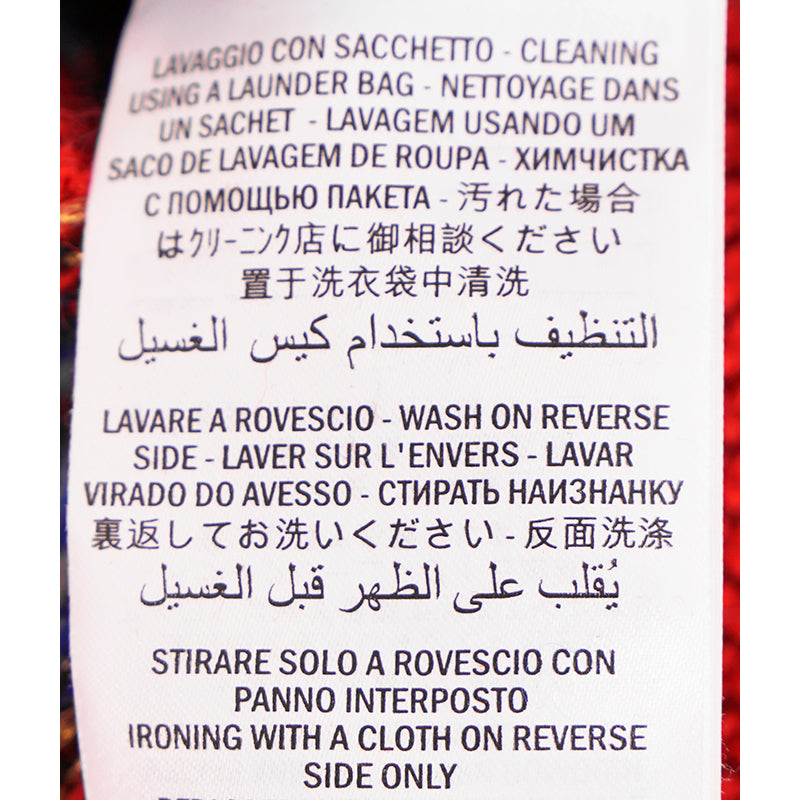 LAVAGGIO CON SACCHETTO - CLEANING
USING A LAUNDER BAG - NETTOYAGE DANS
UN SACHET - LAVAGEM USANDO UM
SACO DE LAVAGEM DE ROUPA - ХИМЧИСТКА
С ПОМОЩЬЮ ПАКЕТА - 汚れた場合
はｸﾘｰﾆﾝｸ店に御相談ください
置于洗衣袋中清洗
التنظيف باستخدام كيس الغسيل
LAVARE A ROVESCIO - WASH ON REVERSE
SIDE - LAVER SUR L'ENVERS - LAVAR
VIRADO DO AVESSO - СТИРАТЬ НАИЗНАНКУ
裏返してお洗いください - 反面洗涤
يُقلب على الظهر قبل الغسيل
STIRARE SOLO A ROVESCIO CON
PANNO INTERPOSTO
IRONING WITH A CLOTH ON REVERSE
SIDE ONLY